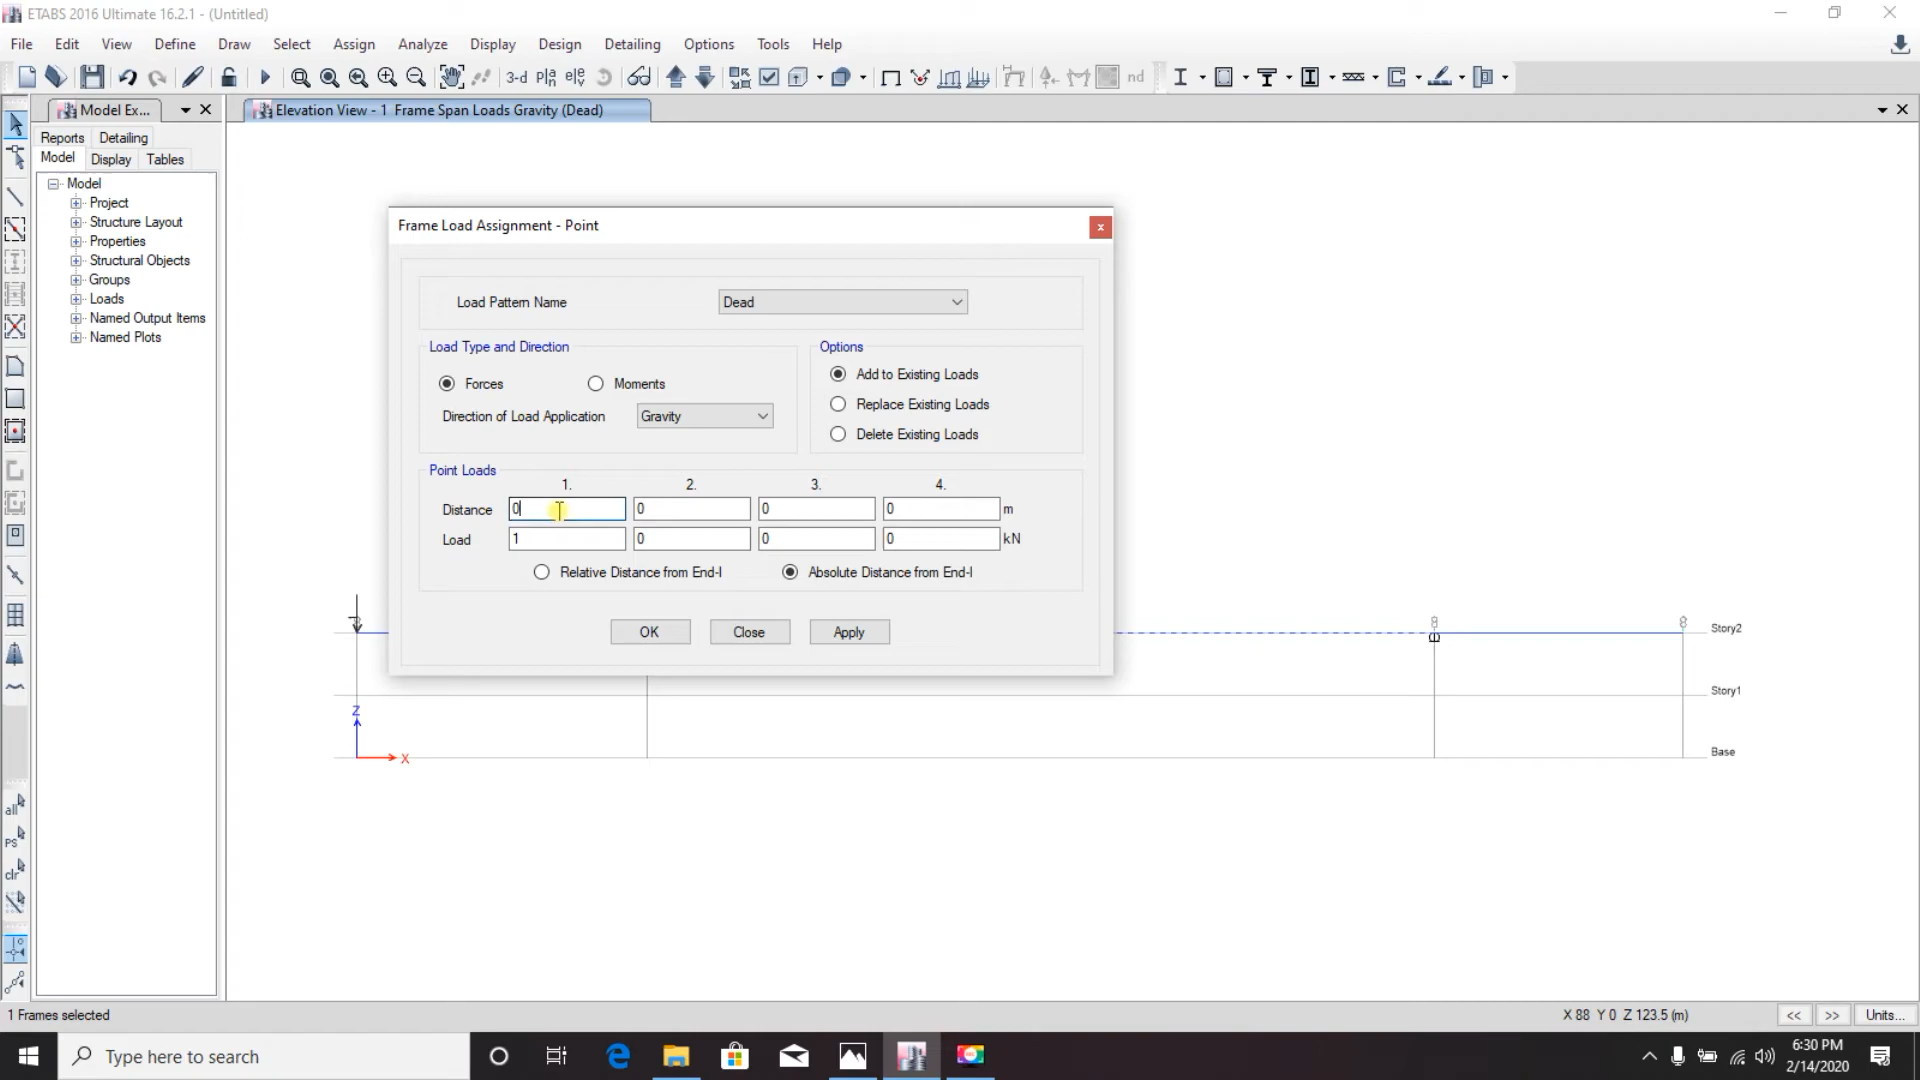 ETABS 2016 Ultimate 16.2.1 - (Untitled)
File Edit View Define Draw Select Assign Analyze Display Design Detailing Options Tools Help
3-d Pln elv nd
Model Ex...
Elevation View - 1 Frame Span Loads Gravity (Dead)
Reports Detailing
Model Display Tables
Model
Project
Structure Layout
Properties
Structural Objects
Groups
Loads
Named Output Items
Named Plots
Frame Load Assignment - Point
x
Load Pattern Name Dead
Load Type and Direction
Forces Moments
Direction of Load Application Gravity
Options
Add to Existing Loads
Replace Existing Loads
Delete Existing Loads
Point Loads
1. 2. 3. 4.
Distance 0 0 0 0 m
Load 1 0 0 0 kN
Relative Distance from End-I Absolute Distance from End-I
OK Close Apply
Story2
Story1
Base
Z
X
all
PS
clr
1 Frames selected
X 88 Y 0 Z 123.5 (m)
<< >> Units...
Type here to search
6:30 PM
2/14/2020